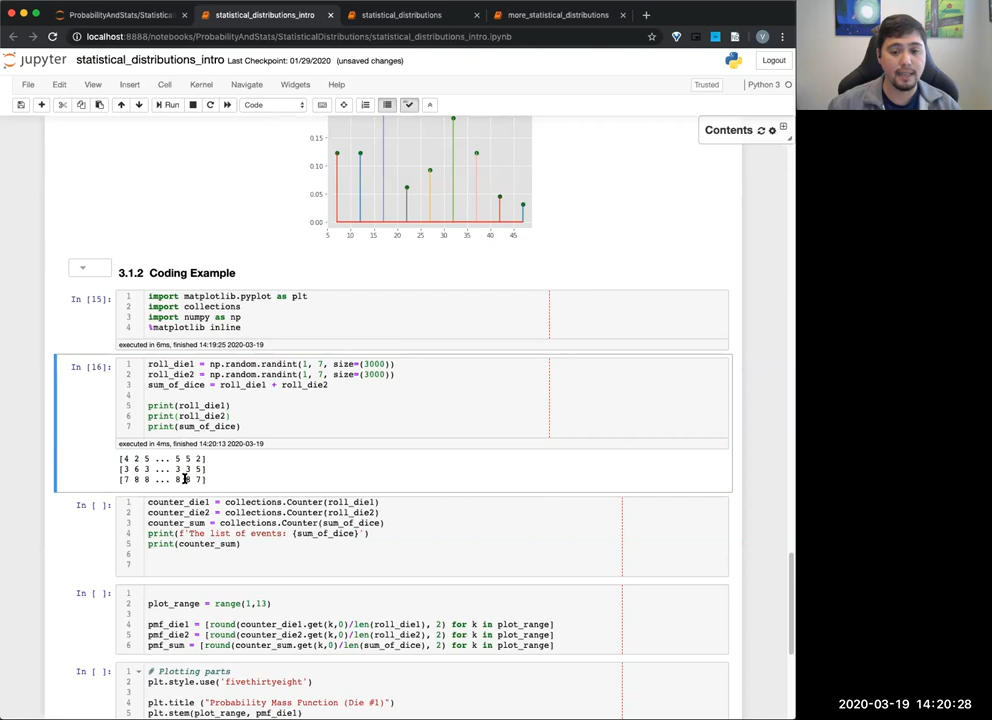 ProbabilityAndStats/Statistical
statistical_distributions_intro
statistical_distributions
more_statistical_distributions
localhost:8888/notebooks/ProbabilityAndStats/StatisticalDistributions/statistical_distributions_intro.ipynb
jupyter statistical_distributions_intro Last Checkpoint: 01/29/2020 (unsaved changes)
Logout
File Edit View Insert Cell Kernel Navigate Widgets Help
Trusted Python 3
Run Code
Contents
0.15
0.10
0.05
0.00
5 10 15 20 25 30 35 40 45
3.1.2 Coding Example
In [15]:
1 import matplotlib.pyplot as plt
2 import collections
3 import numpy as np
4 %matplotlib inline
executed in 6ms, finished 14:19:25 2020-03-19
In [16]:
1 roll_die1 = np.random.randint(1, 7, size=(3000))
2 roll_die2 = np.random.randint(1, 7, size=(3000))
3 sum_of_dice = roll_die1 + roll_die2
4
5 print(roll_die1)
6 print(roll_die2)
7 print(sum_of_dice)
executed in 4ms, finished 14:20:13 2020-03-19
[4 2 5 ... 5 5 2]
[3 6 3 ... 3 3 5]
[7 8 8 ... 8 8 7]
In [ ]:
1 counter_die1 = collections.Counter(roll_die1)
2 counter_die2 = collections.Counter(roll_die2)
3 counter_sum = collections.Counter(sum_of_dice)
4 print(f'The list of events: {sum_of_dice}')
5 print(counter_sum)
6
7
In [ ]:
1
2 plot_range = range(1,13)
3
4 pmf_die1 = [round(counter_die1.get(k,0)/len(roll_die1), 2) for k in plot_range]
5 pmf_die2 = [round(counter_die2.get(k,0)/len(roll_die2), 2) for k in plot_range]
6 pmf_sum = [round(counter_sum.get(k,0)/len(sum_of_dice), 2) for k in plot_range]
In [ ]:
1 # Plotting parts
2 plt.style.use('fivethirtyeight')
3
4 plt.title ("Probability Mass Function (Die #1)")
5 plt.stem(plot_range, pmf_die1)
2020-03-19 14:20:28